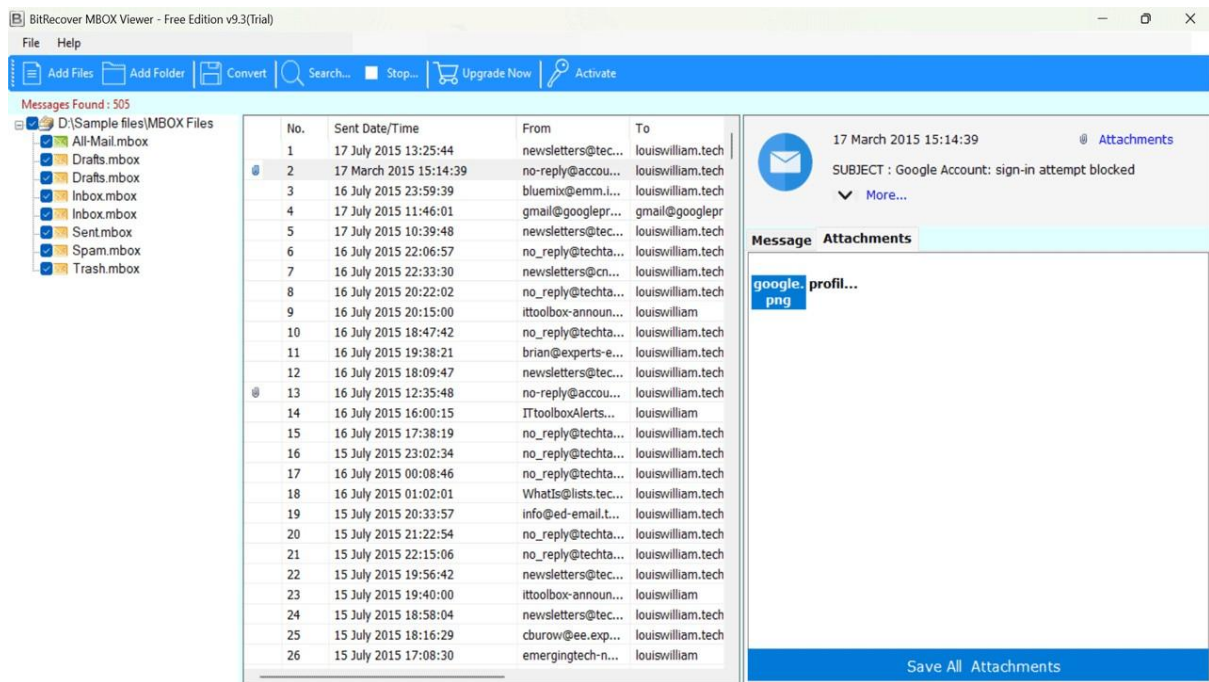 BitRecover MBOX Viewer - Free Edition v9.3(Trial)
File Help
Add Files Add Folder Convert Search... Stop... Upgrade Now Activate
Messages Found : 505
D:\Sample files\MBOX Files
All-Mail.mbox
Drafts.mbox
Drafts.mbox
Inbox.mbox
Inbox.mbox
Sent.mbox
Spam.mbox
Trash.mbox
No. Sent Date/Time From To
1 17 July 2015 13:25:44 newsletters@tec... louiswilliam.tech
2 17 March 2015 15:14:39 no-reply@accou... louiswilliam.tech
3 16 July 2015 23:59:39 bluemix@emm.i... louiswilliam.tech
4 17 July 2015 11:46:01 gmail@googlepr... gmail@googlepr
5 17 July 2015 10:39:48 newsletters@tec... louiswilliam.tech
6 16 July 2015 22:06:57 no_reply@techta... louiswilliam.tech
7 16 July 2015 22:33:30 newsletters@cn... louiswilliam.tech
8 16 July 2015 20:22:02 no_reply@techta... louiswilliam.tech
9 16 July 2015 20:15:00 ittoolbox-announ... louiswilliam
10 16 July 2015 18:47:42 no_reply@techta... louiswilliam.tech
11 16 July 2015 19:38:21 brian@experts-e... louiswilliam.tech
12 16 July 2015 18:09:47 newsletters@tec... louiswilliam.tech
13 16 July 2015 12:35:48 no-reply@accou... louiswilliam.tech
14 16 July 2015 16:00:15 ITtoolboxAlerts... louiswilliam
15 16 July 2015 17:38:19 no_reply@techta... louiswilliam.tech
16 15 July 2015 23:02:34 no_reply@techta... louiswilliam.tech
17 16 July 2015 00:08:46 no_reply@techta... louiswilliam.tech
18 16 July 2015 01:02:01 WhatIs@lists.tec... louiswilliam.tech
19 15 July 2015 20:33:57 info@ed-email.t... louiswilliam.tech
20 15 July 2015 21:22:54 no_reply@techta... louiswilliam.tech
21 15 July 2015 22:15:06 no_reply@techta... louiswilliam.tech
22 15 July 2015 19:56:42 newsletters@tec... louiswilliam.tech
23 15 July 2015 19:40:00 ittoolbox-announ... louiswilliam
24 15 July 2015 18:58:04 newsletters@tec... louiswilliam.tech
25 15 July 2015 18:16:29 cburow@ee.exp... louiswilliam.tech
26 15 July 2015 17:08:30 emergingtech-n... louiswilliam
17 March 2015 15:14:39 Attachments
SUBJECT : Google Account: sign-in attempt blocked
More...
Message Attachments
google. profil...
png
Save All Attachments